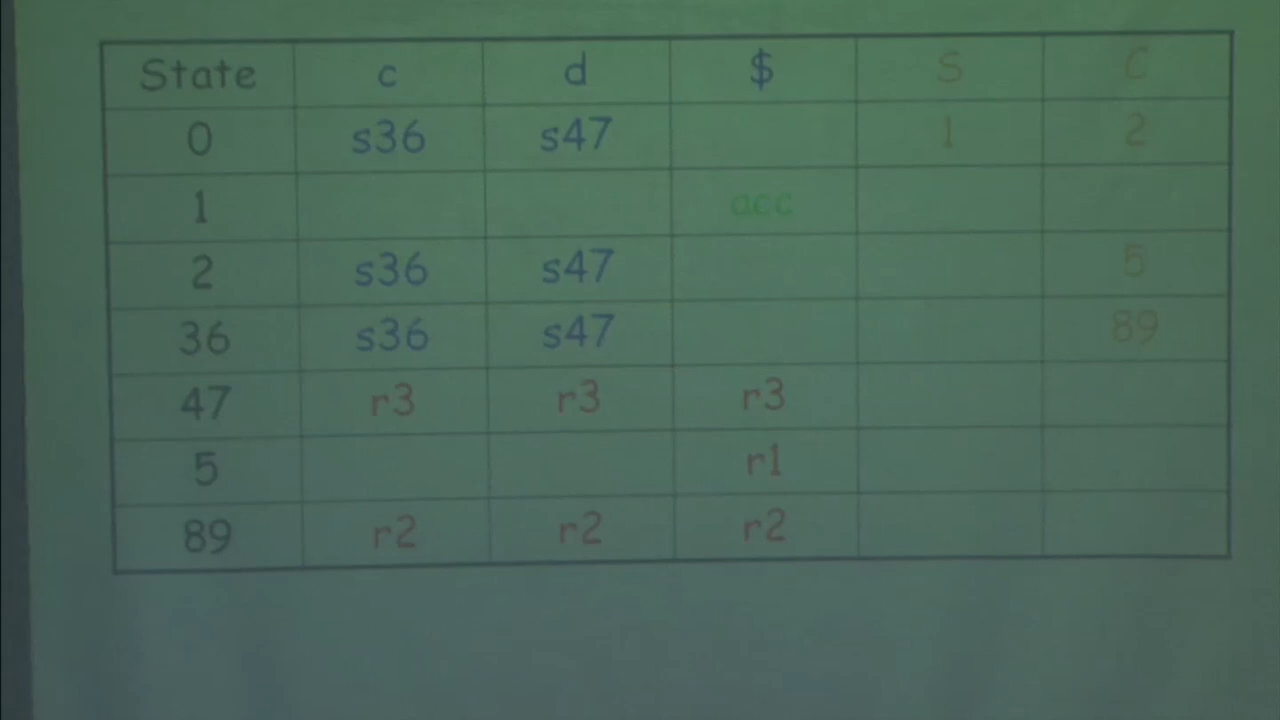 State c d $ S C
0 s36 s47 1 2
1 acc
2 s36 s47 5
36 s36 s47 89
47 r3 r3 r3
5 r1
89 r2 r2 r2